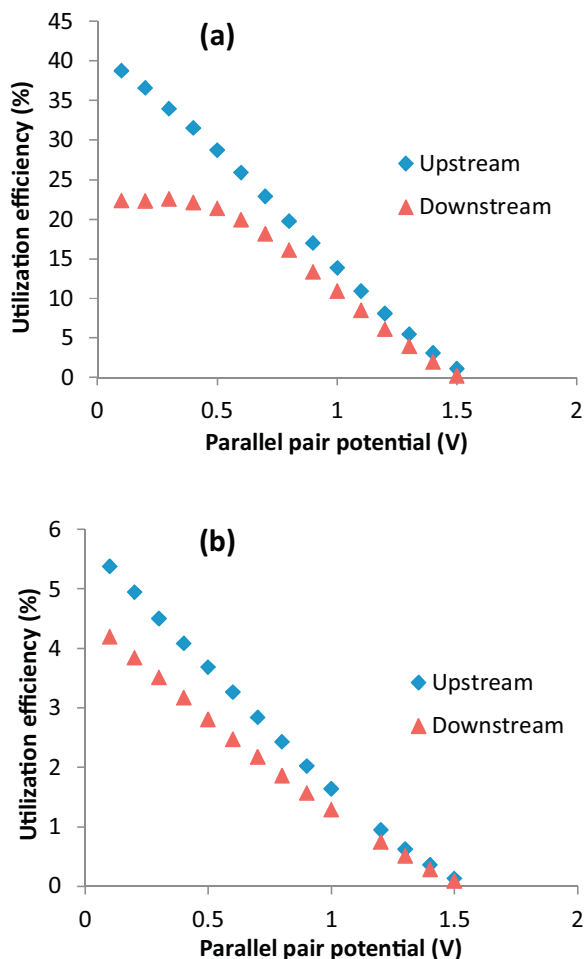 (a)
Utilization efficiency (%)
45
40
35
30
25
20
15
10
5
0
Upstream
Downstream
0 0.5 1 1.5 2
Parallel pair potential (V)
(b)
Utilization efficiency (%)
6
5
4
3
2
1
0
Upstream
Downstream
0 0.5 1 1.5 2
Parallel pair potential (V)